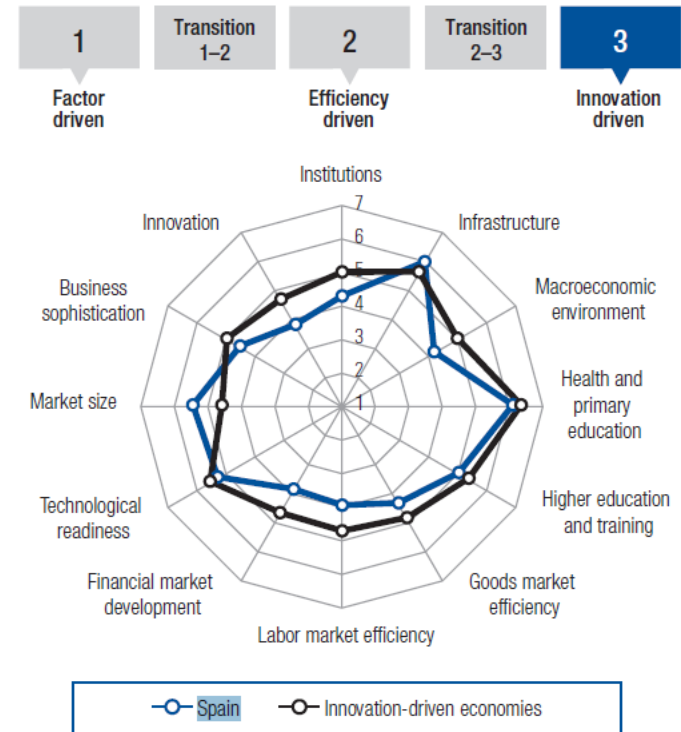 1
Transition
1–2
2
Transition
2–3
3
Factor
driven
Efficiency
driven
Innovation
driven
Institutions
Innovation
Infrastructure
Business
sophistication
Macroeconomic
environment
Market size
Health and
primary
education
Technological
readiness
Higher education
and training
Financial market
development
Goods market
efficiency
Labor market efficiency
7
6
5
4
3
2
1
Spain
Innovation-driven economies